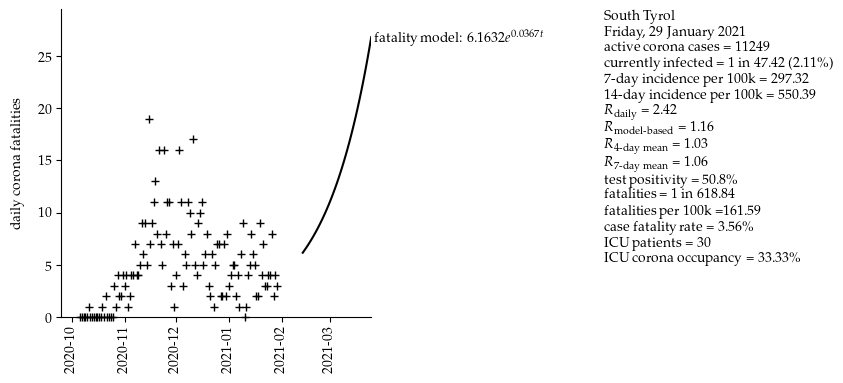 daily corona fatalities
25
20
15
10
5
0
2020-10
2020-11
2020-12
2021-01
2021-02
2021-03
fatality model: 6.1632e^0.0367t
South Tyrol
Friday, 29 January 2021
active corona cases = 11249
currently infected = 1 in 47.42 (2.11%)
7-day incidence per 100k = 297.32
14-day incidence per 100k = 550.39
R_daily = 2.42
R_model-based = 1.16
R_4-day mean = 1.03
R_7-day mean = 1.06
test positivity = 50.8%
fatalities = 1 in 618.84
fatalities per 100k =161.59
case fatality rate = 3.56%
ICU patients = 30
ICU corona occupancy = 33.33%